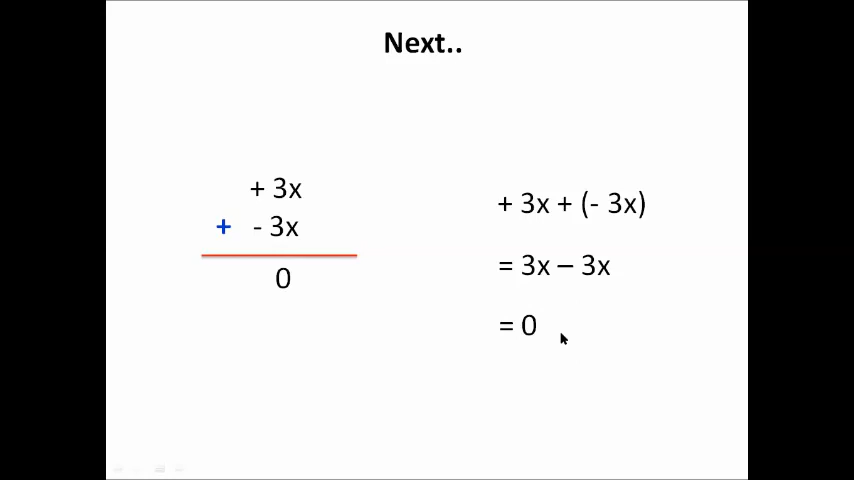 Next..
+ 3x
+ - 3x
0
+ 3x + (- 3x)
= 3x – 3x
= 0